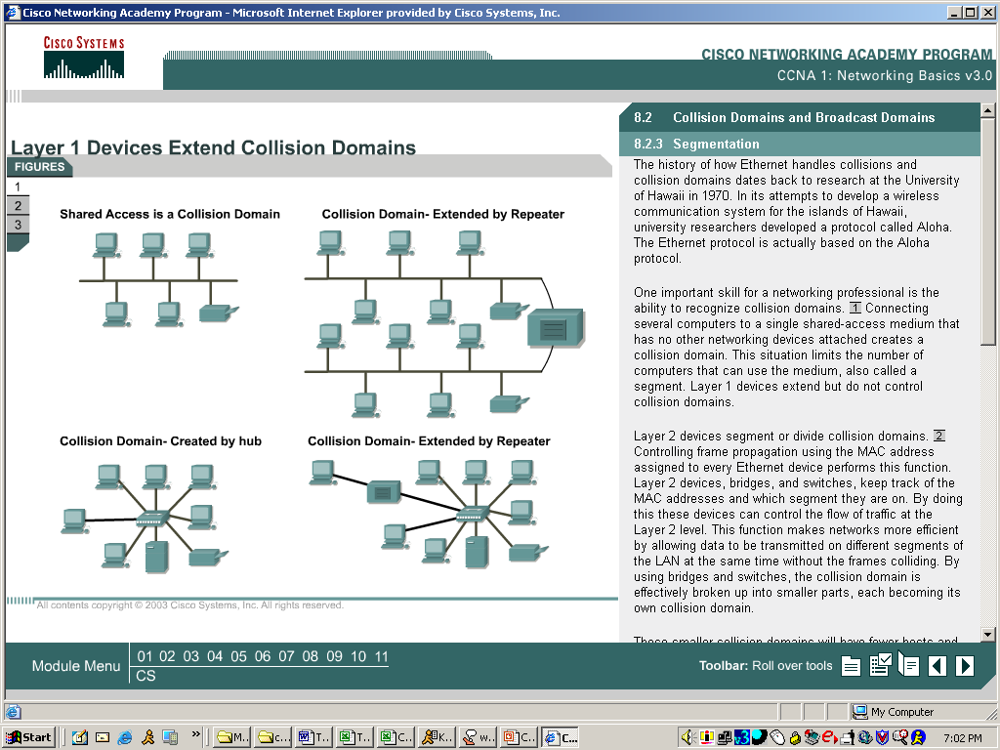 Cisco Networking Academy Program - Microsoft Internet Explorer provided by Cisco Systems, Inc.
CISCO SYSTEMS
CISCO NETWORKING ACADEMY PROGRAM
CCNA 1: Networking Basics v3.0
Layer 1 Devices Extend Collision Domains
FIGURES
1
2
3
Shared Access is a Collision Domain
Collision Domain- Extended by Repeater
Collision Domain- Created by hub
Collision Domain- Extended by Repeater
All contents copyright © 2003 Cisco Systems, Inc. All rights reserved.
8.2 Collision Domains and Broadcast Domains
8.2.3 Segmentation
The history of how Ethernet handles collisions and
collision domains dates back to research at the University
of Hawaii in 1970. In its attempts to develop a wireless
communication system for the islands of Hawaii,
university researchers developed a protocol called Aloha.
The Ethernet protocol is actually based on the Aloha
protocol.
One important skill for a networking professional is the
ability to recognize collision domains. 1 Connecting
several computers to a single shared-access medium that
has no other networking devices attached creates a
collision domain. This situation limits the number of
computers that can use the medium, also called a
segment. Layer 1 devices extend but do not control
collision domains.
Layer 2 devices segment or divide collision domains. 2
Controlling frame propagation using the MAC address
assigned to every Ethernet device performs this function.
Layer 2 devices, bridges, and switches, keep track of the
MAC addresses and which segment they are on. By doing
this these devices can control the flow of traffic at the
Layer 2 level. This function makes networks more efficient
by allowing data to be transmitted on different segments of
the LAN at the same time without the frames colliding. By
using bridges and switches, the collision domain is
effectively broken up into smaller parts, each becoming its
own collision domain.
These smaller collision domains will have fewer hosts and
Module Menu
01 02 03 04 05 06 07 08 09 10 11
CS
Toolbar: Roll over tools
My Computer
Start
M..
c...
T...
T...
C...
K...
w..
C...
C...
7:02 PM